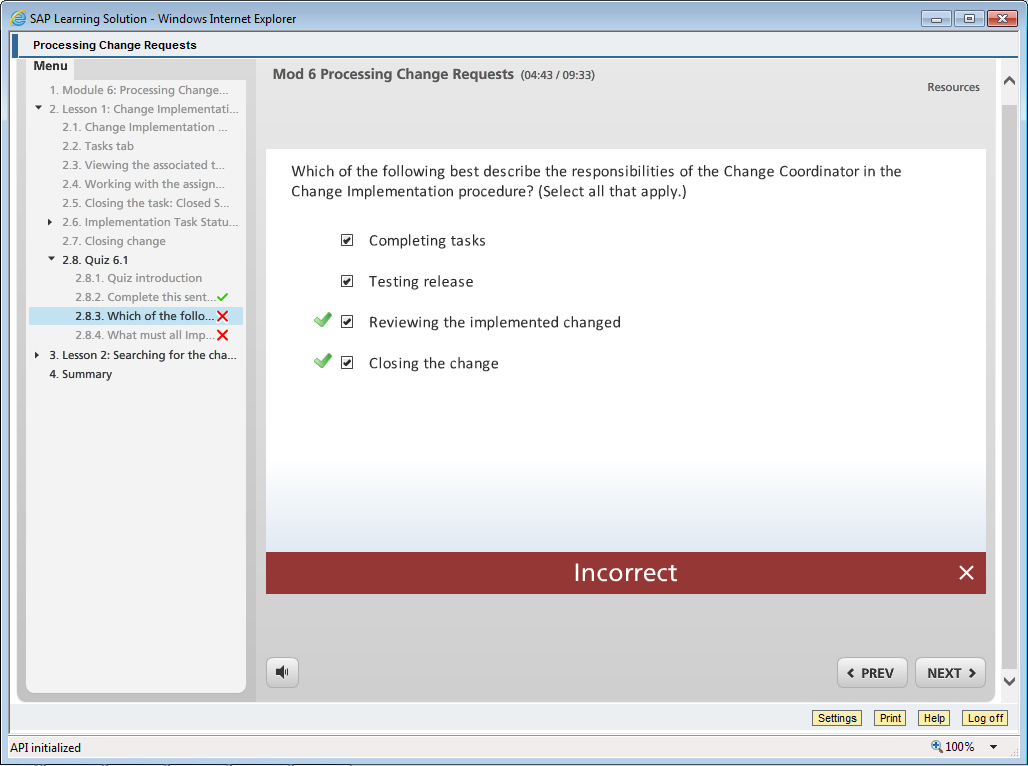 SAP Learning Solution - Windows Internet Explorer
Processing Change Requests
Menu
1. Module 6: Processing Change...
2. Lesson 1: Change Implementati...
2.1. Change Implementation ...
2.2. Tasks tab
2.3. Viewing the associated t...
2.4. Working with the assign...
2.5. Closing the task: Closed S...
2.6. Implementation Task Statu...
2.7. Closing change
2.8. Quiz 6.1
2.8.1. Quiz introduction
2.8.2. Complete this sent...
2.8.3. Which of the follo...
2.8.4. What must all Imp...
3. Lesson 2: Searching for the cha...
4. Summary
Mod 6 Processing Change Requests (04:43 / 09:33)
Resources
Which of the following best describe the responsibilities of the Change Coordinator in the
Change Implementation procedure? (Select all that apply.)
Completing tasks
Testing release
Reviewing the implemented changed
Closing the change
Incorrect
PREV
NEXT
Settings
Print
Help
Log off
API initialized
100%